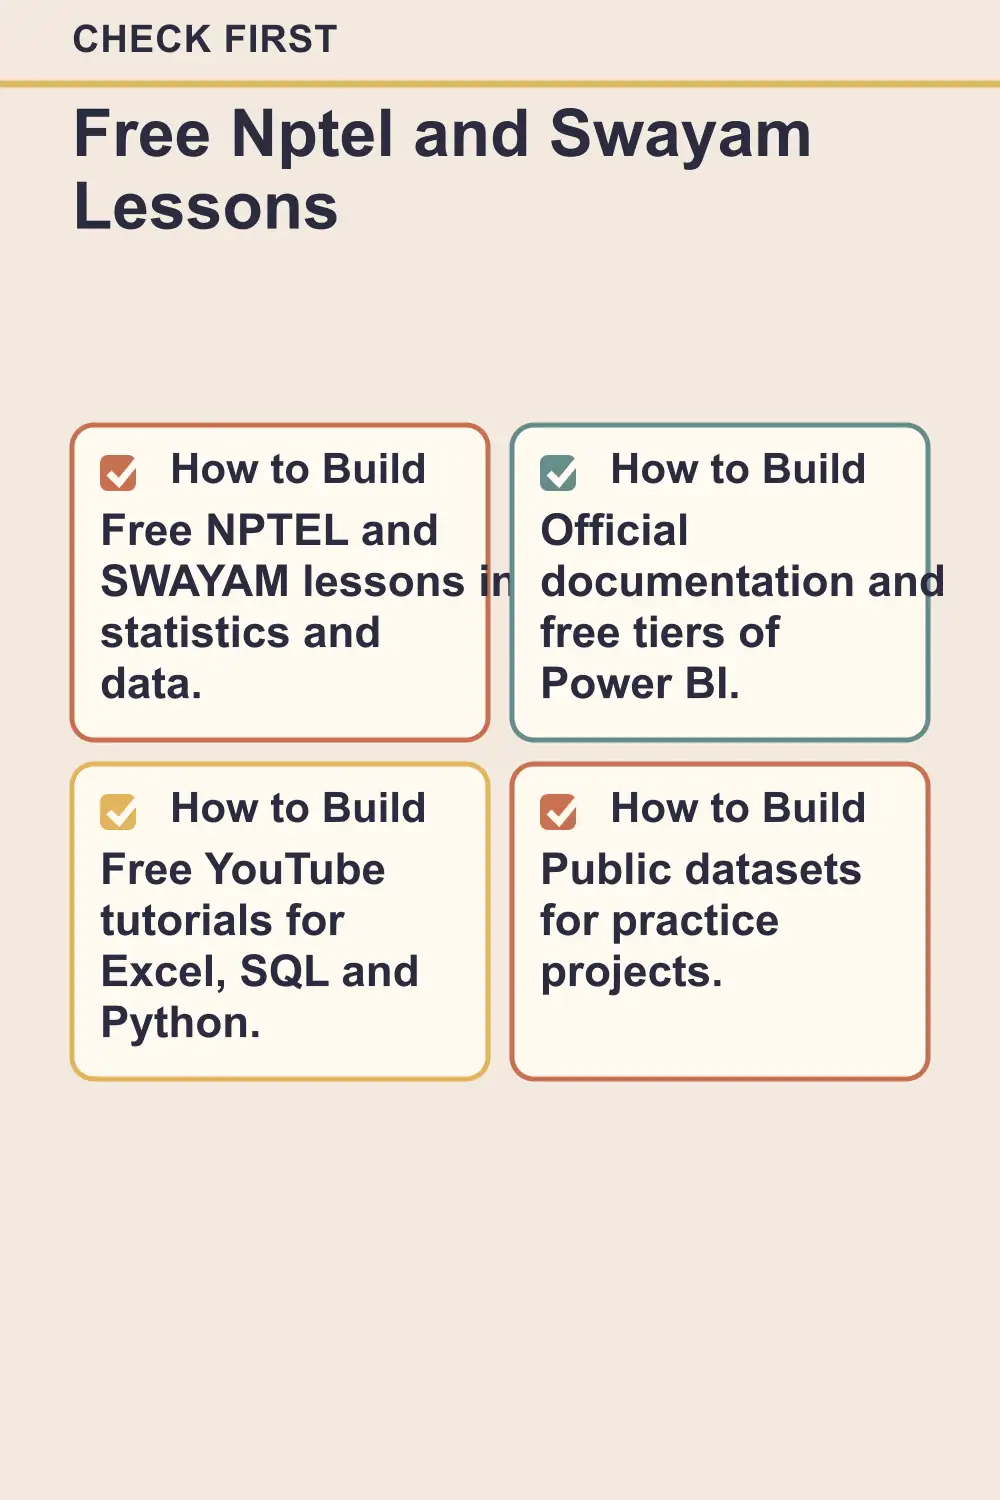 CHECK FIRST
Free Nptel and Swayam
Lessons
How to Build
Free NPTEL and
SWAYAM lessons in
statistics and
data.
How to Build
Official
documentation and
free tiers of
Power BI.
How to Build
Free YouTube
tutorials for
Excel, SQL and
Python.
How to Build
Public datasets
for practice
projects.